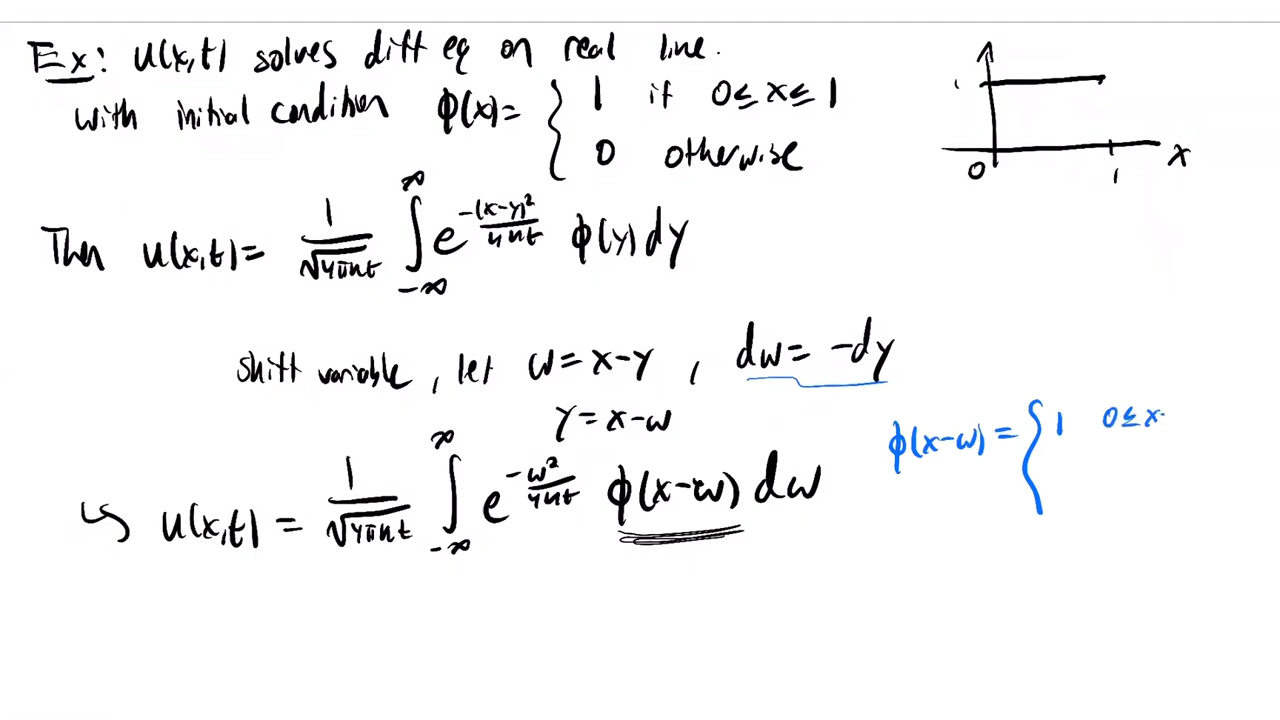 Ex: u(x,t) solves diff eq on real line.
with initial condition ϕ(x) = { 1 if 0 ≤ x ≤ 1
0 otherwise
1
0 1 x
Then u(x,t) = 1/√4πkt ∫_{-∞}^{∞} e^{-(x-y)²/4kt} ϕ(y) dy
shift variable, let w = x-y , dw = -dy
y = x-w
ϕ(x-w) = { 1 0 ≤ x-
↳ u(x,t) = 1/√4πkt ∫_{-∞}^{∞} e^{-w²/4kt} ϕ(x-w) dw